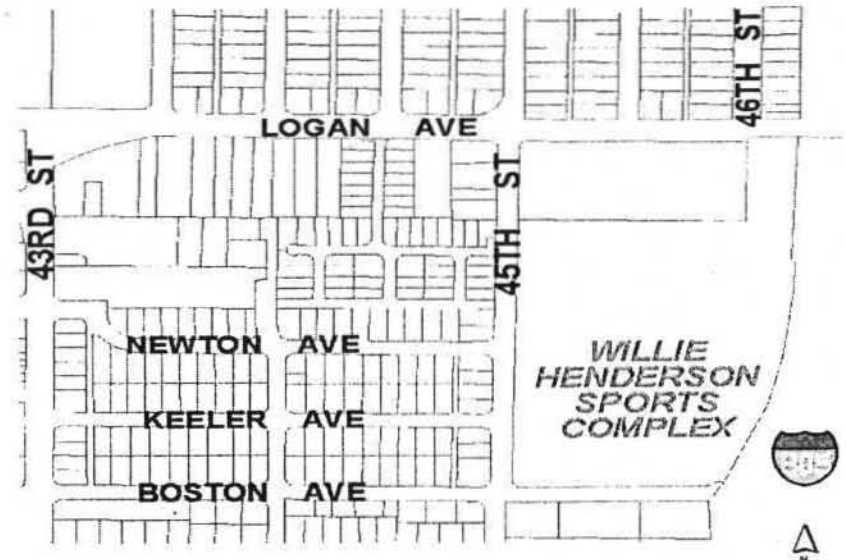 LOGAN AVE
46TH ST
43RD ST
45TH ST
NEWTON AVE
WILLIE
HENDERSON
SPORTS
COMPLEX
KEELER AVE
BOSTON AVE
N